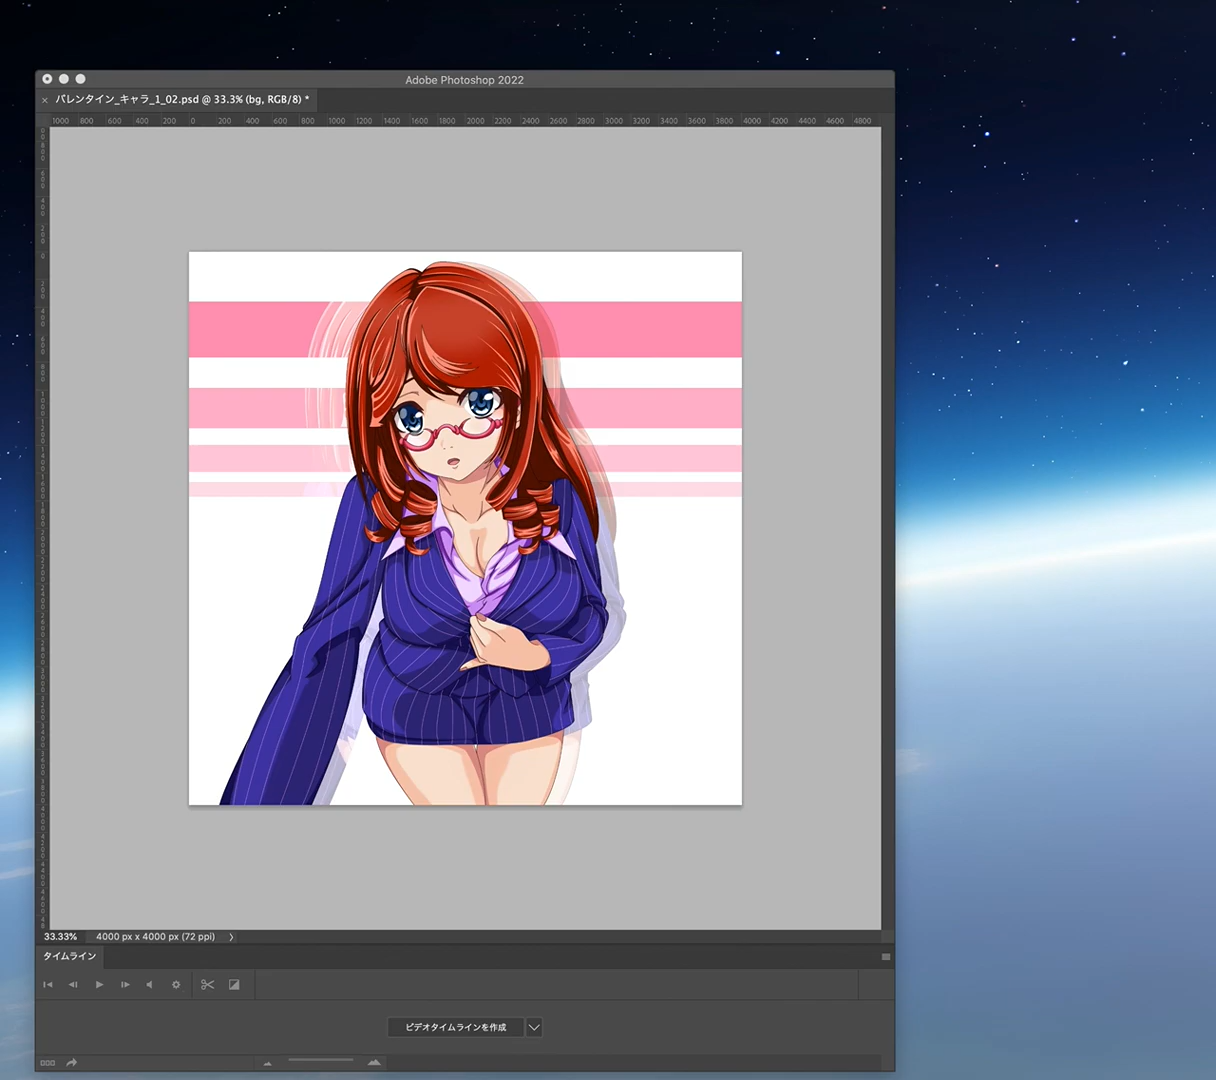 Adobe Photoshop 2022
× バレンタイン_キャラ_1_02.psd @ 33.3% (bg, RGB/8) *
1000 800 600 400 200 0 200 400 600 800 1000 1200 1400 1600 1800 2000 2200 2400 2600 2800 3000 3200 3400 3600 3800 4000 4200 4400 4600 4800
33.33% 4000 px x 4000 px (72 ppi)
タイムライン
ビデオタイムラインを作成